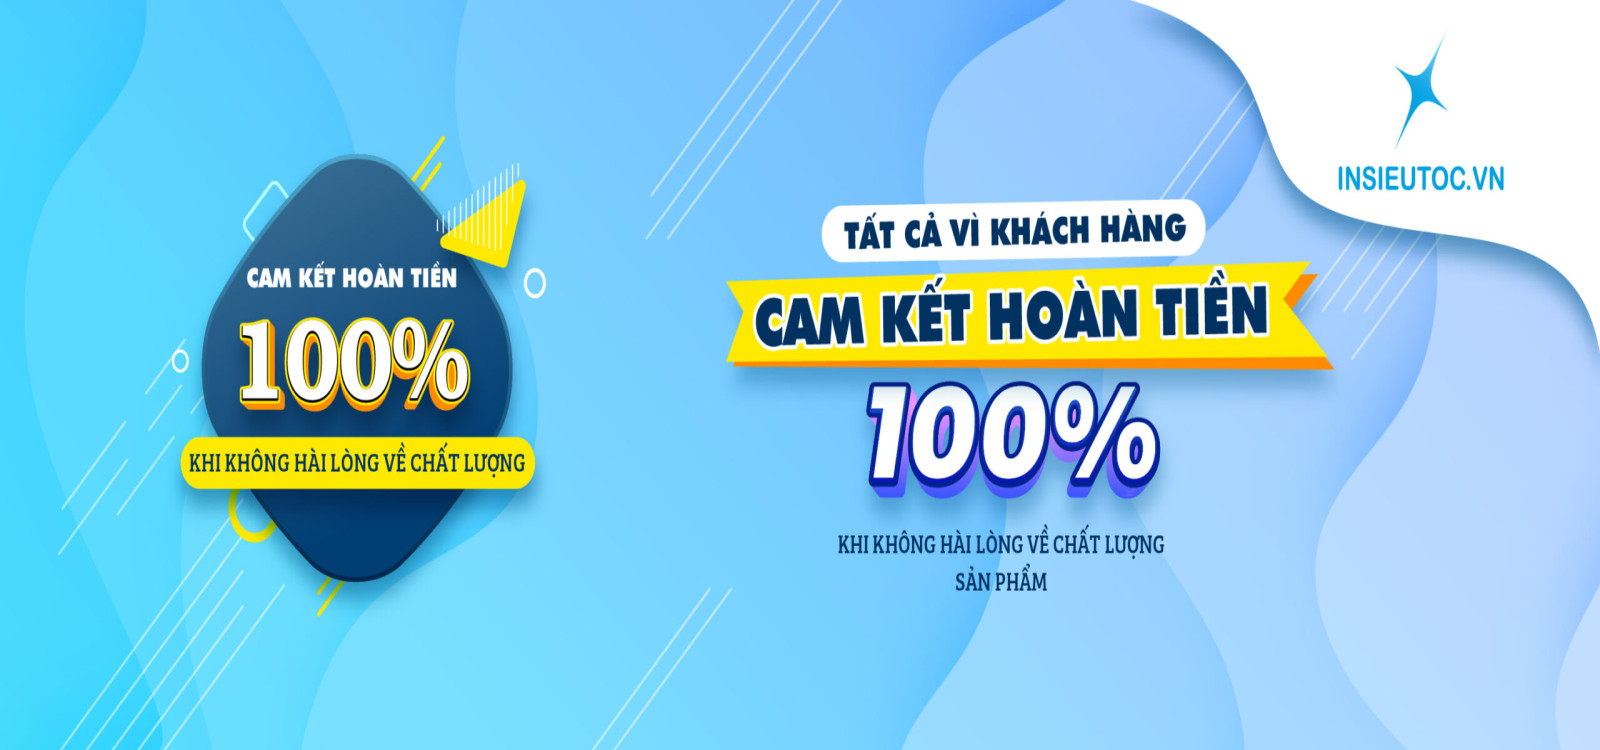 CAM KẾT HOÀN TIỀN
100%
KHI KHÔNG HÀI LÒNG VỀ CHẤT LƯỢNG
INSIEUTOC.VN
TẤT CẢ VÌ KHÁCH HÀNG
CAM KẾT HOÀN TIỀN
100%
KHI KHÔNG HÀI LÒNG VỀ CHẤT LƯỢNG
SẢN PHẨM